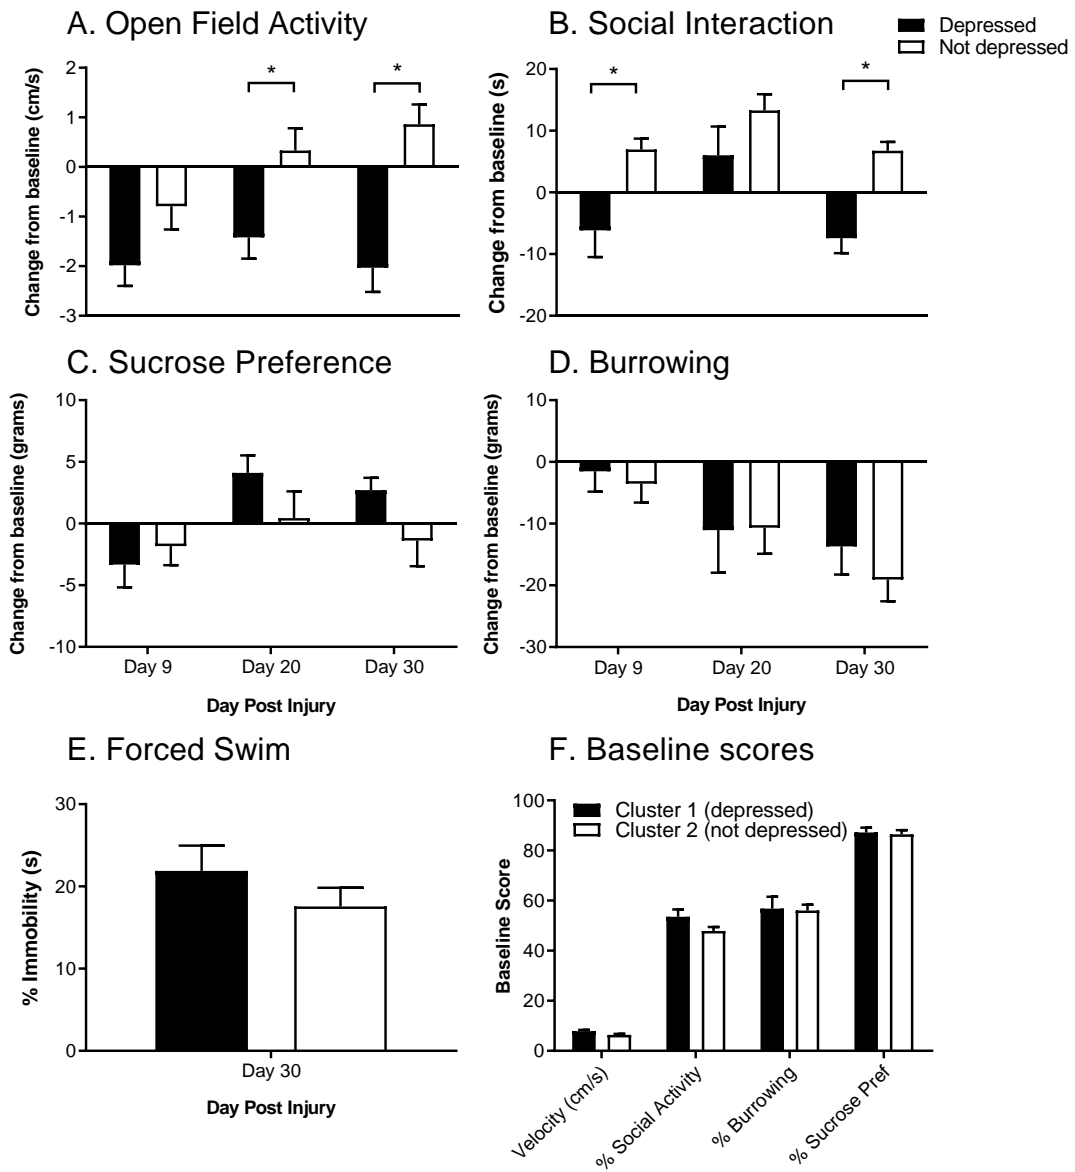 A. Open Field Activity
Change from baseline (cm/s)
2
1
0
-1
-2
-3
*
*
B. Social Interaction
Depressed
Not depressed
Change from baseline (s)
20
10
0
-10
-20
*
*
C. Sucrose Preference
Change from baseline (grams)
10
5
0
-5
-10
Day 9
Day 20
Day 30
Day Post Injury
D. Burrowing
Change from baseline (grams)
10
0
-10
-20
-30
Day 9
Day 20
Day 30
Day Post Injury
E. Forced Swim
% Immobility (s)
30
20
10
0
Day 30
Day Post Injury
F. Baseline scores
Cluster 1 (depressed)
Cluster 2 (not depressed)
Baseline Score
100
80
60
40
20
0
Velocity (cm/s)
% Social Activity
% Burrowing
% Sucrose Pref